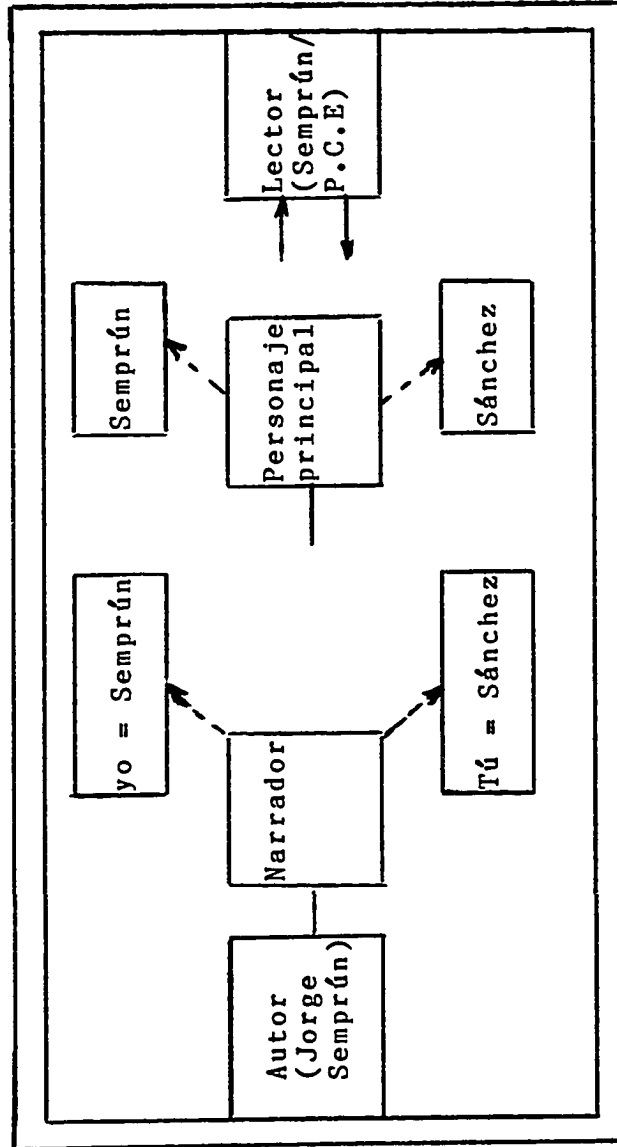 Autor
(Jorge
Semprún)
Narrador
yo = Semprún
Tú = Sánchez
Personaje
principal
Semprún
Sánchez
Lector
(Semprún/
P.C.E)